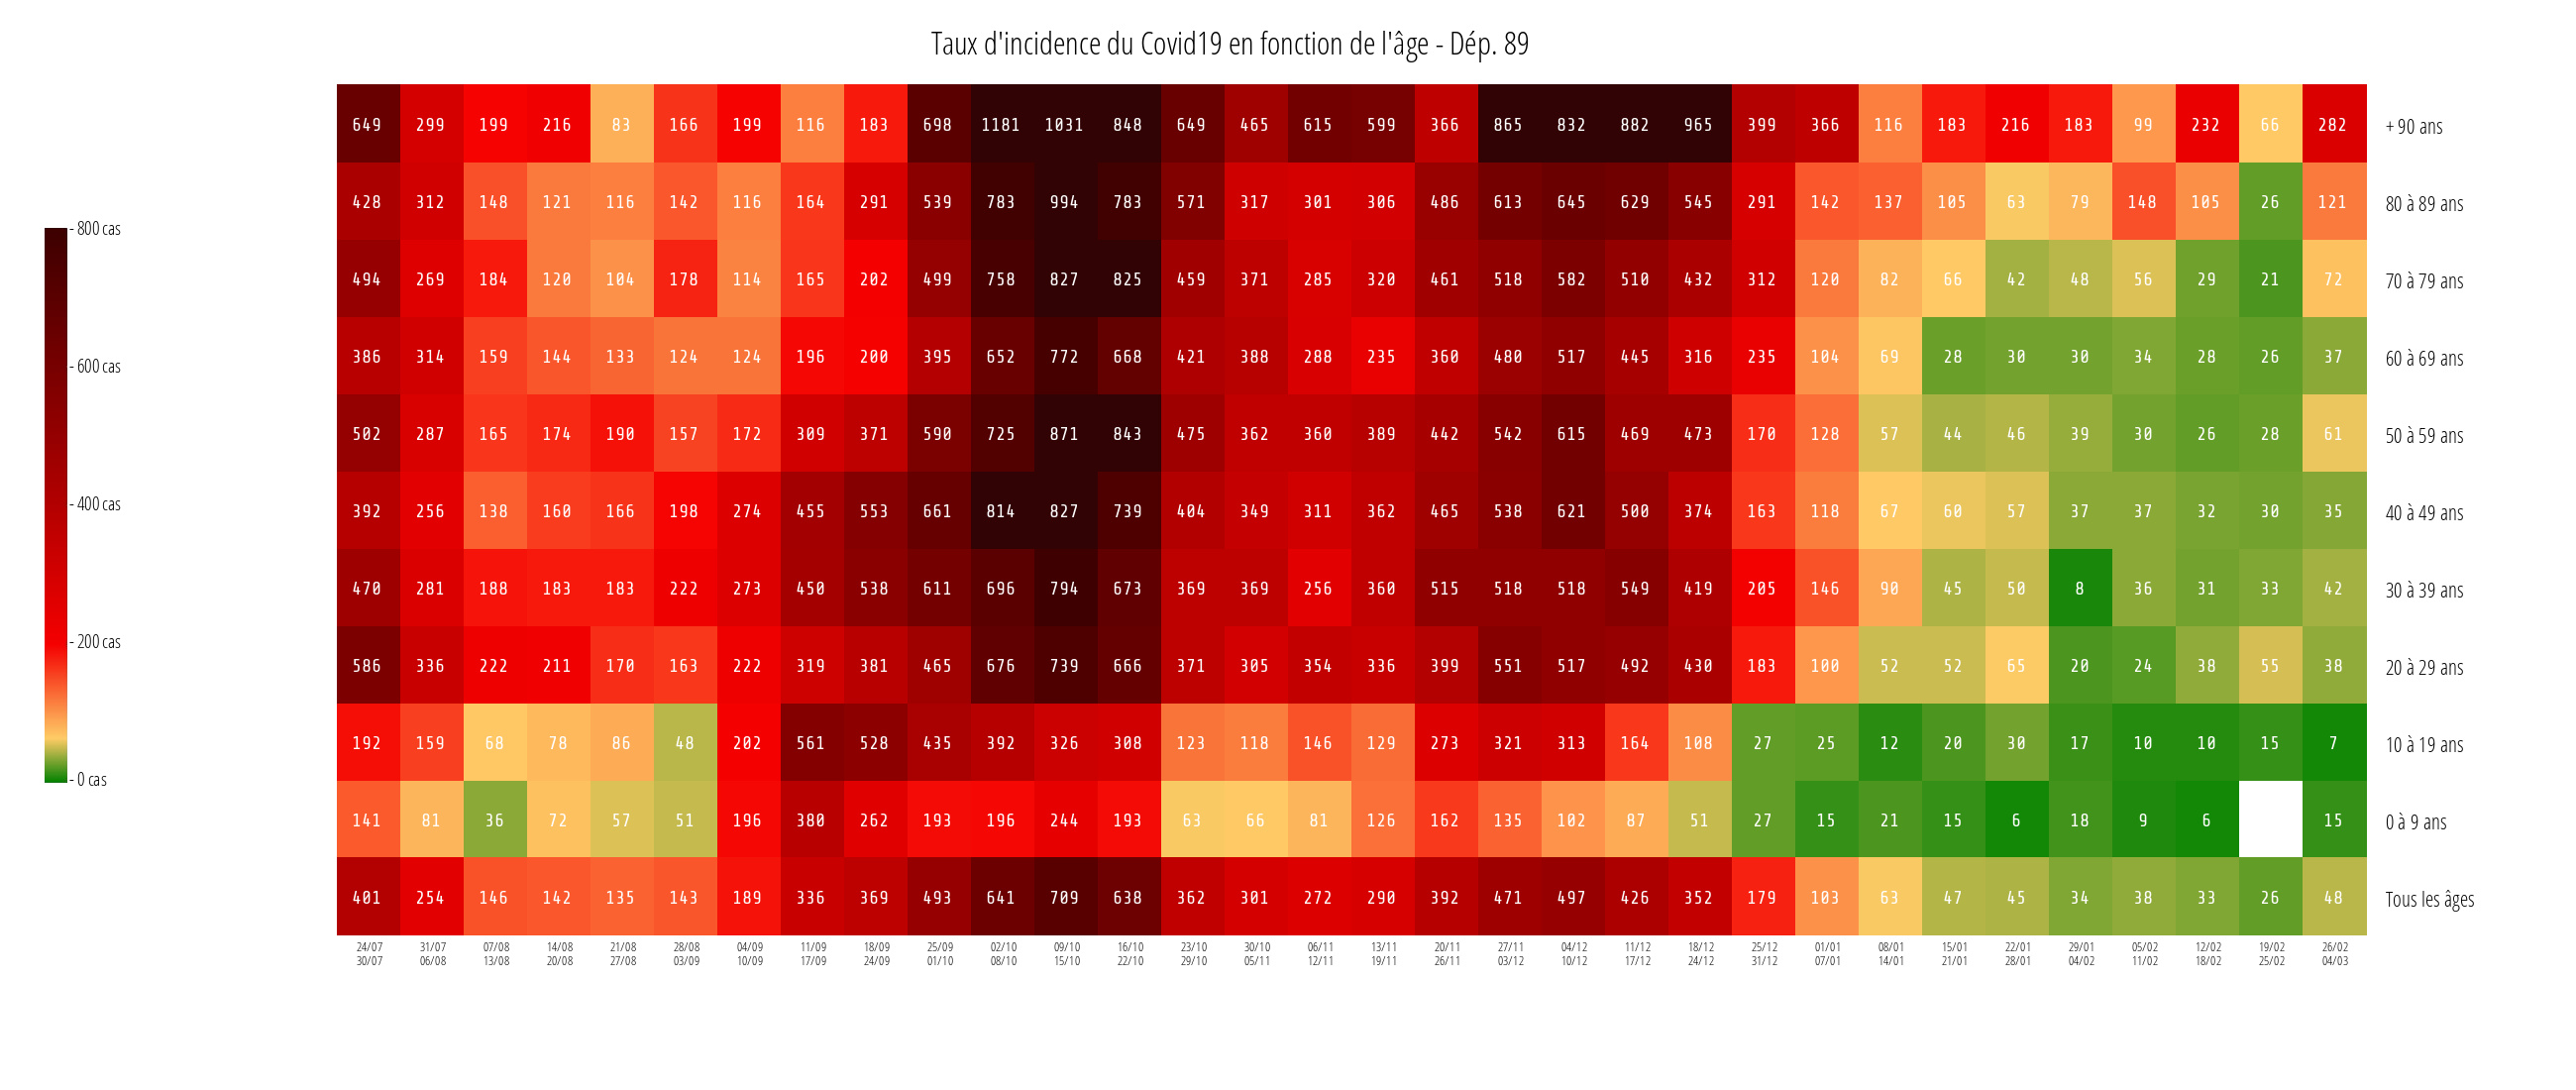 Taux d'incidence du Covid19 en fonction de l'âge - Dép. 89
- 800 cas
- 600 cas
- 400 cas
- 200 cas
- 0 cas
649 299 199 216 83 166 199 116 183 698 1181 1031 848 649 465 615 599 366 865 832 882 965 399 366 116 183 216 183 99 232 66 282 + 90 ans
428 312 148 121 116 142 116 164 291 539 783 994 783 571 317 301 306 486 613 645 629 545 291 142 137 105 63 79 148 105 26 121 80 à 89 ans
494 269 184 120 104 178 114 165 202 499 758 827 825 459 371 285 320 461 518 582 510 432 312 120 82 66 42 48 56 29 21 72 70 à 79 ans
386 314 159 144 133 124 124 196 200 395 652 772 668 421 388 288 235 360 480 517 445 316 235 104 69 28 30 30 34 28 26 37 60 à 69 ans
502 287 165 174 190 157 172 309 371 590 725 871 843 475 362 360 389 442 542 615 469 473 170 128 57 44 46 39 30 26 28 61 50 à 59 ans
392 256 138 160 166 198 274 455 553 661 814 827 739 404 349 311 362 465 538 621 500 374 163 118 67 60 57 37 37 32 30 35 40 à 49 ans
470 281 188 183 183 222 273 450 538 611 696 794 673 369 369 256 360 515 518 518 549 419 205 146 90 45 50 8 36 31 33 42 30 à 39 ans
586 336 222 211 170 163 222 319 381 465 676 739 666 371 305 354 336 399 551 517 492 430 183 100 52 52 65 20 24 38 55 38 20 à 29 ans
192 159 68 78 86 48 202 561 528 435 392 326 308 123 118 146 129 273 321 313 164 108 27 25 12 20 30 17 10 10 15 7 10 à 19 ans
141 81 36 72 57 51 196 380 262 193 196 244 193 63 66 81 126 162 135 102 87 51 27 15 21 15 6 18 9 6 15 0 à 9 ans
401 254 146 142 135 143 189 336 369 493 641 709 638 362 301 272 290 392 471 497 426 352 179 103 63 47 45 34 38 33 26 48 Tous les âges
24/07 31/07 07/08 14/08 21/08 28/08 04/09 11/09 18/09 25/09 02/10 09/10 16/10 23/10 30/10 06/11 13/11 20/11 27/11 04/12 11/12 18/12 25/12 01/01 08/01 15/01 22/01 29/01 05/02 12/02 19/02 26/02
30/07 06/08 13/08 20/08 27/08 03/09 10/09 17/09 24/09 01/10 08/10 15/10 22/10 29/10 05/11 12/11 19/11 26/11 03/12 10/12 17/12 24/12 31/12 07/01 14/01 21/01 28/01 04/02 11/02 18/02 25/02 04/03